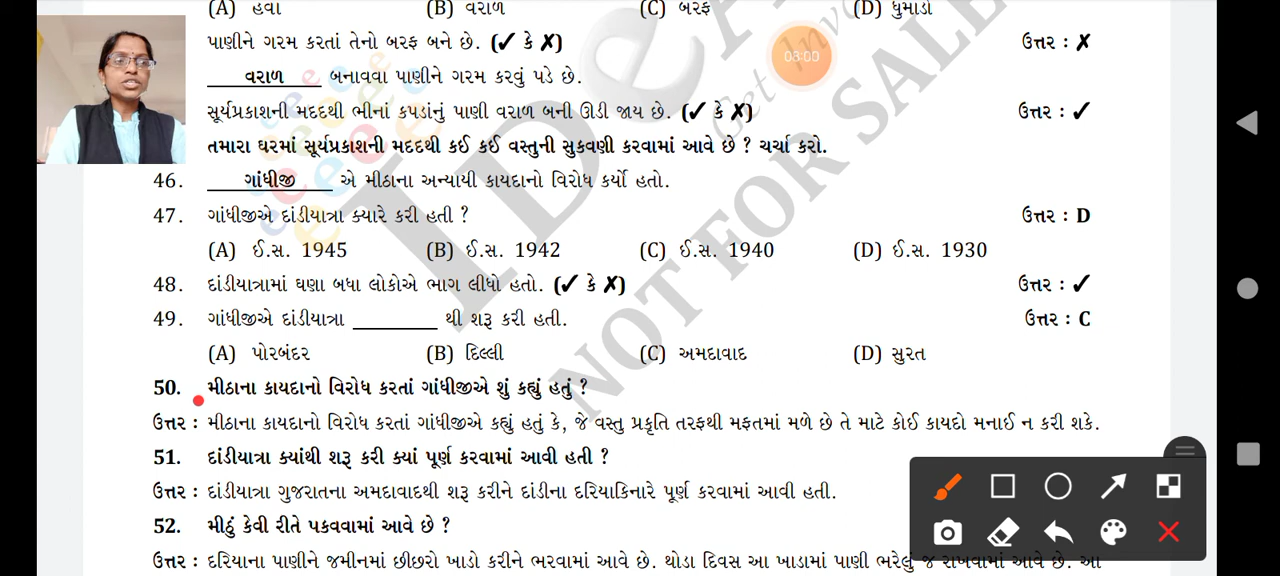 (A) હવા (B) વરાળ (C) બરફ (D) ધુમાડો
પાણીને ગરમ કરતાં તેનો બરફ બને છે. (✓ કે ✗) ઉત્તર : ✗
વરાળ બનાવવા પાણીને ગરમ કરવું પડે છે.
સૂર્યપ્રકાશની મદદથી ભીનાં કપડાંનું પાણી વરાળ બની ઊડી જાય છે. (✓ કે ✗) ઉત્તર : ✓
તમારા ઘરમાં સૂર્યપ્રકાશની મદદથી કઈ કઈ વસ્તુની સુકવણી કરવામાં આવે છે ? ચર્ચા કરો.
46. ગાંધીજી એ મીઠાના અન્યાયી કાયદાનો વિરોધ કર્યો હતો.
47. ગાંધીજીએ દાંડીયાત્રા ક્યારે કરી હતી ? ઉત્તર : D
(A) ઈ.સ. 1945 (B) ઈ.સ. 1942 (C) ઈ.સ. 1940 (D) ઈ.સ. 1930
48. દાંડીયાત્રામાં ઘણા બધા લોકોએ ભાગ લીધો હતો. (✓ કે ✗) ઉત્તર : ✓
49. ગાંધીજીએ દાંડીયાત્રા ________ થી શરૂ કરી હતી. ઉત્તર : C
(A) પોરબંદર (B) દિલ્લી (C) અમદાવાદ (D) સુરત
50. મીઠાના કાયદાનો વિરોધ કરતાં ગાંધીજીએ શું કહ્યું હતું ?
ઉત્તર : મીઠાના કાયદાનો વિરોધ કરતાં ગાંધીજીએ કહ્યું હતું કે, જે વસ્તુ પ્રકૃતિ તરફથી મફતમાં મળે છે તે માટે કોઈ કાયદો મનાઈ ન કરી શકે.
51. દાંડીયાત્રા ક્યાંથી શરૂ કરી ક્યાં પૂર્ણ કરવામાં આવી હતી ?
ઉત્તર : દાંડીયાત્રા ગુજરાતના અમદાવાદથી શરૂ કરીને દાંડીના દરિયાકિનારે પૂર્ણ કરવામાં આવી હતી.
52. મીઠું કેવી રીતે પકવવામાં આવે છે ?
ઉત્તર : દરિયાના પાણીને જમીનમાં છીછરો ખાડો કરીને ભરવામાં આવે છે. થોડા દિવસ આ ખાડામાં પાણી ભરેલું જ રાખવામાં આવે છે. આ
08:00
NOT FOR SALE